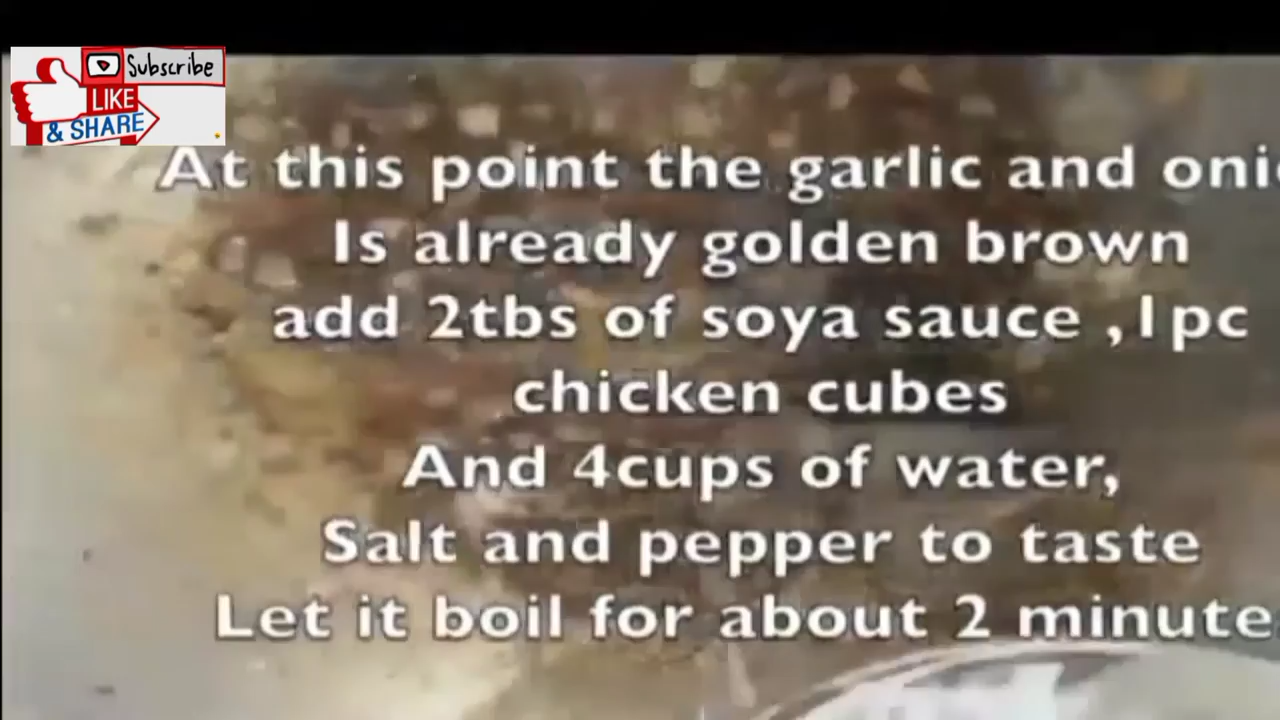 Subscribe
LIKE
& SHARE
At this point the garlic and
Is already golden brown
add 2tbs of soya sauce ,1pc
chicken cubes
And 4cups of water,
Salt and pepper to taste
Let it boil for about 2 minute